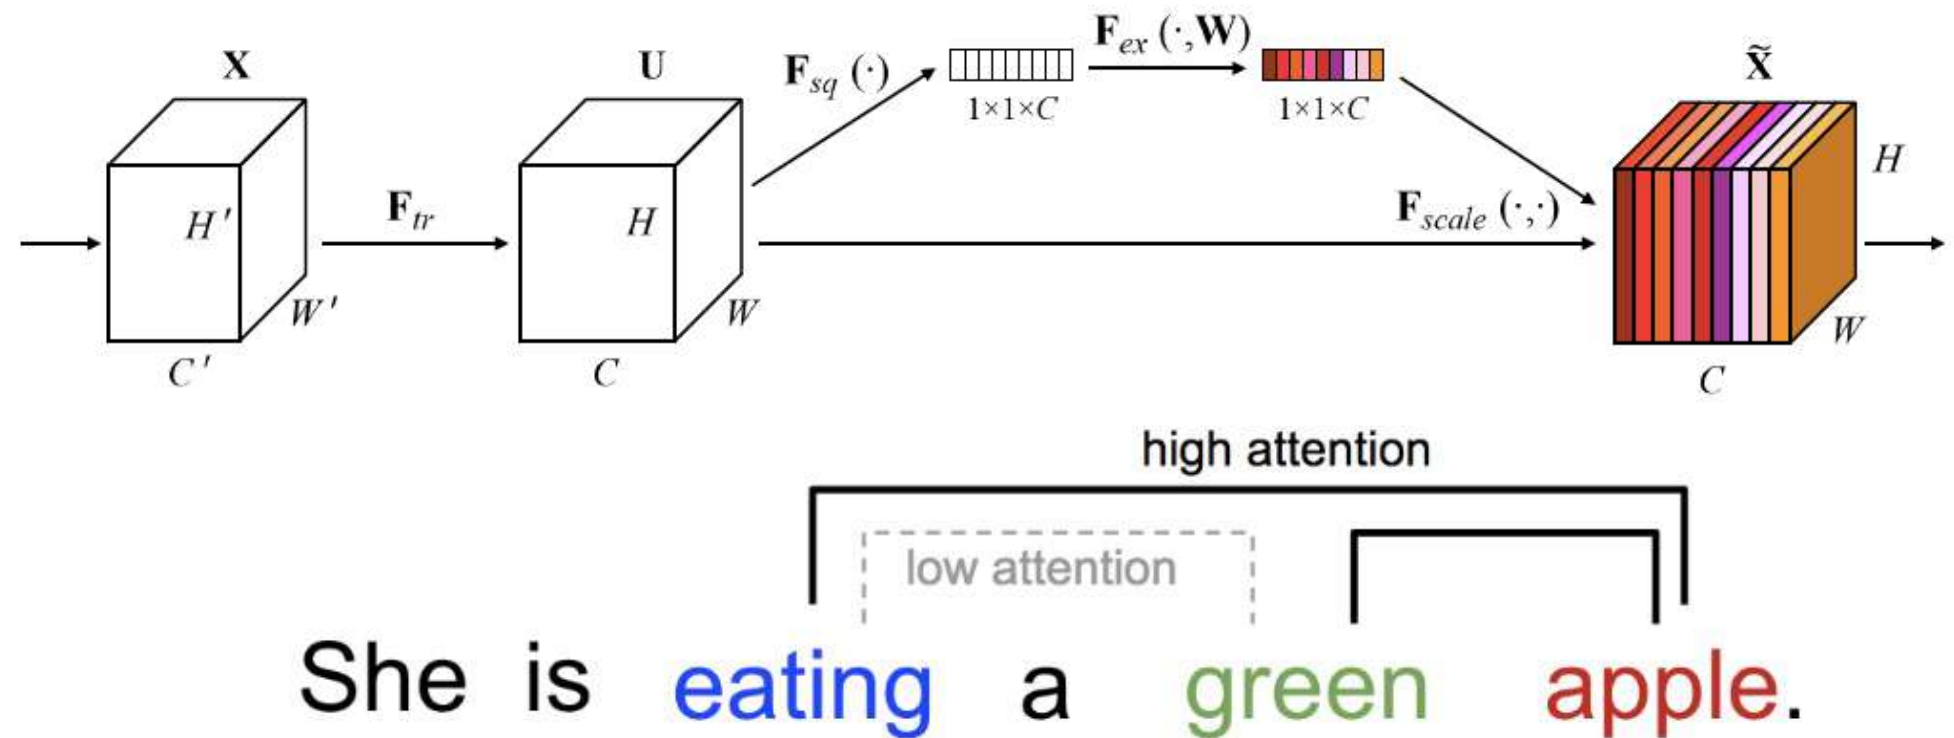 X
U
F_sq (·)
F_ex (·,W)
1×1×C
1×1×C
X̃
H'
F_tr
H
F_scale (·,·)
H
W'
W
W
C'
C
C
high attention
low attention
She is eating a green apple.